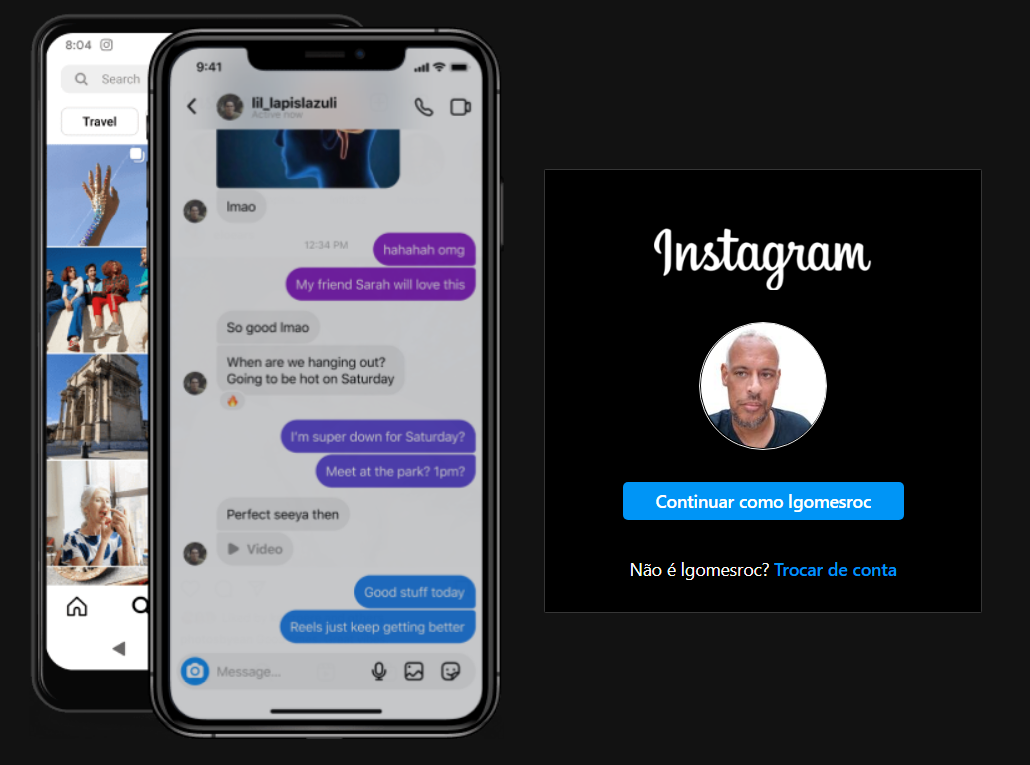 8:04
Search
Travel
9:41
lil_lapislazuli
Active now
lmao
12:34 PM
hahahah omg
My friend Sarah will love this
So good lmao
When are we hanging out?
Going to be hot on Saturday
I'm super down for Saturday?
Meet at the park? 1pm?
Perfect seeya then
Video
Good stuff today
Reels just keep getting better
Message...
Instagram
Continuar como lgomesroc
Não é lgomesroc? Trocar de conta